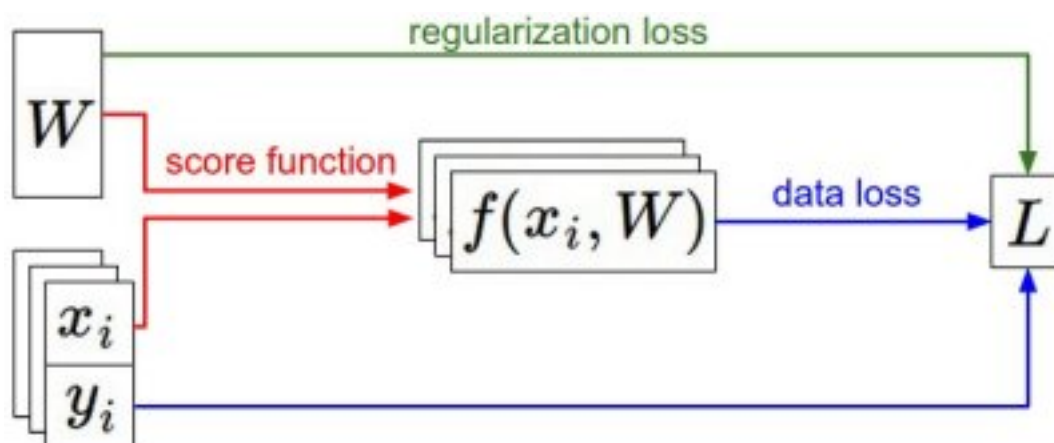 regularization loss
W
score function
f(x_i, W)
data loss
L
x_i
y_i